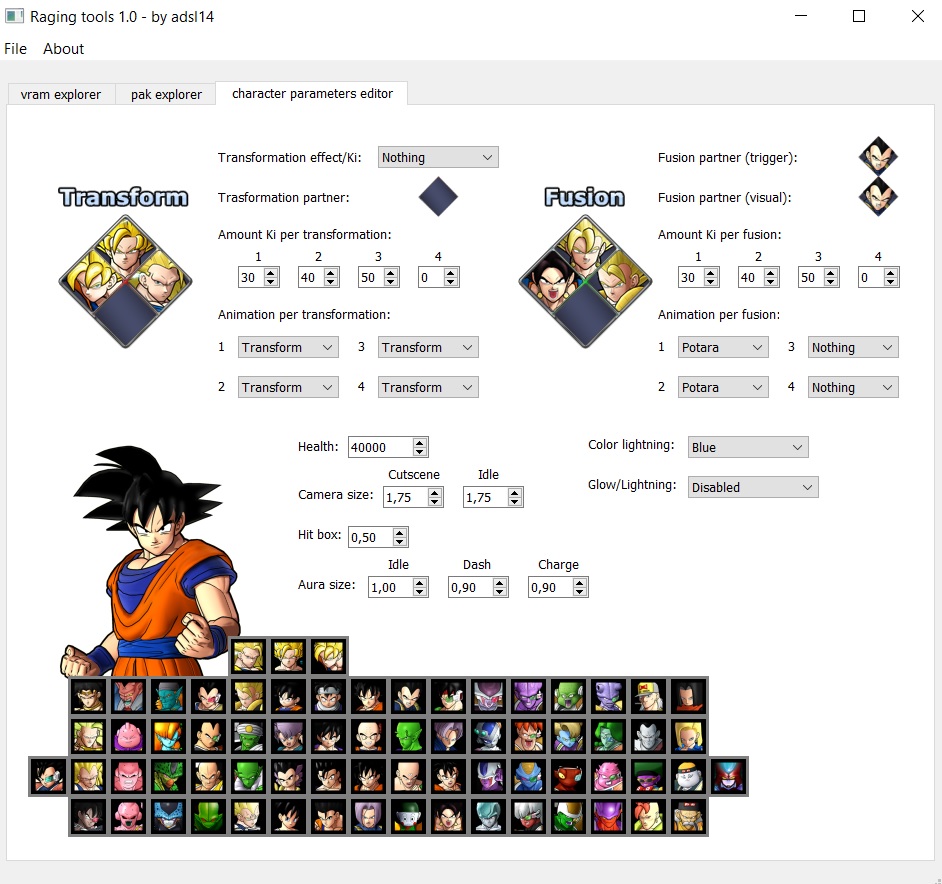 Raging tools 1.0 - by adsl14
File About
vram explorer pak explorer character parameters editor
Transformation effect/Ki: Nothing Fusion partner (trigger):
Transform Trasformation partner: Fusion Fusion partner (visual):
Amount Ki per transformation: Amount Ki per fusion:
1 2 3 4 1 2 3 4
30 40 50 0 30 40 50 0
Animation per transformation: Animation per fusion:
1 Transform 3 Transform 1 Potara 3 Nothing
2 Transform 4 Transform 2 Potara 4 Nothing
Health: 40000 Color lightning: Blue
Cutscene Idle
Camera size: 1,75 1,75 Glow/Lightning: Disabled
Hit box: 0,50
Idle Dash Charge
Aura size: 1,00 0,90 0,90